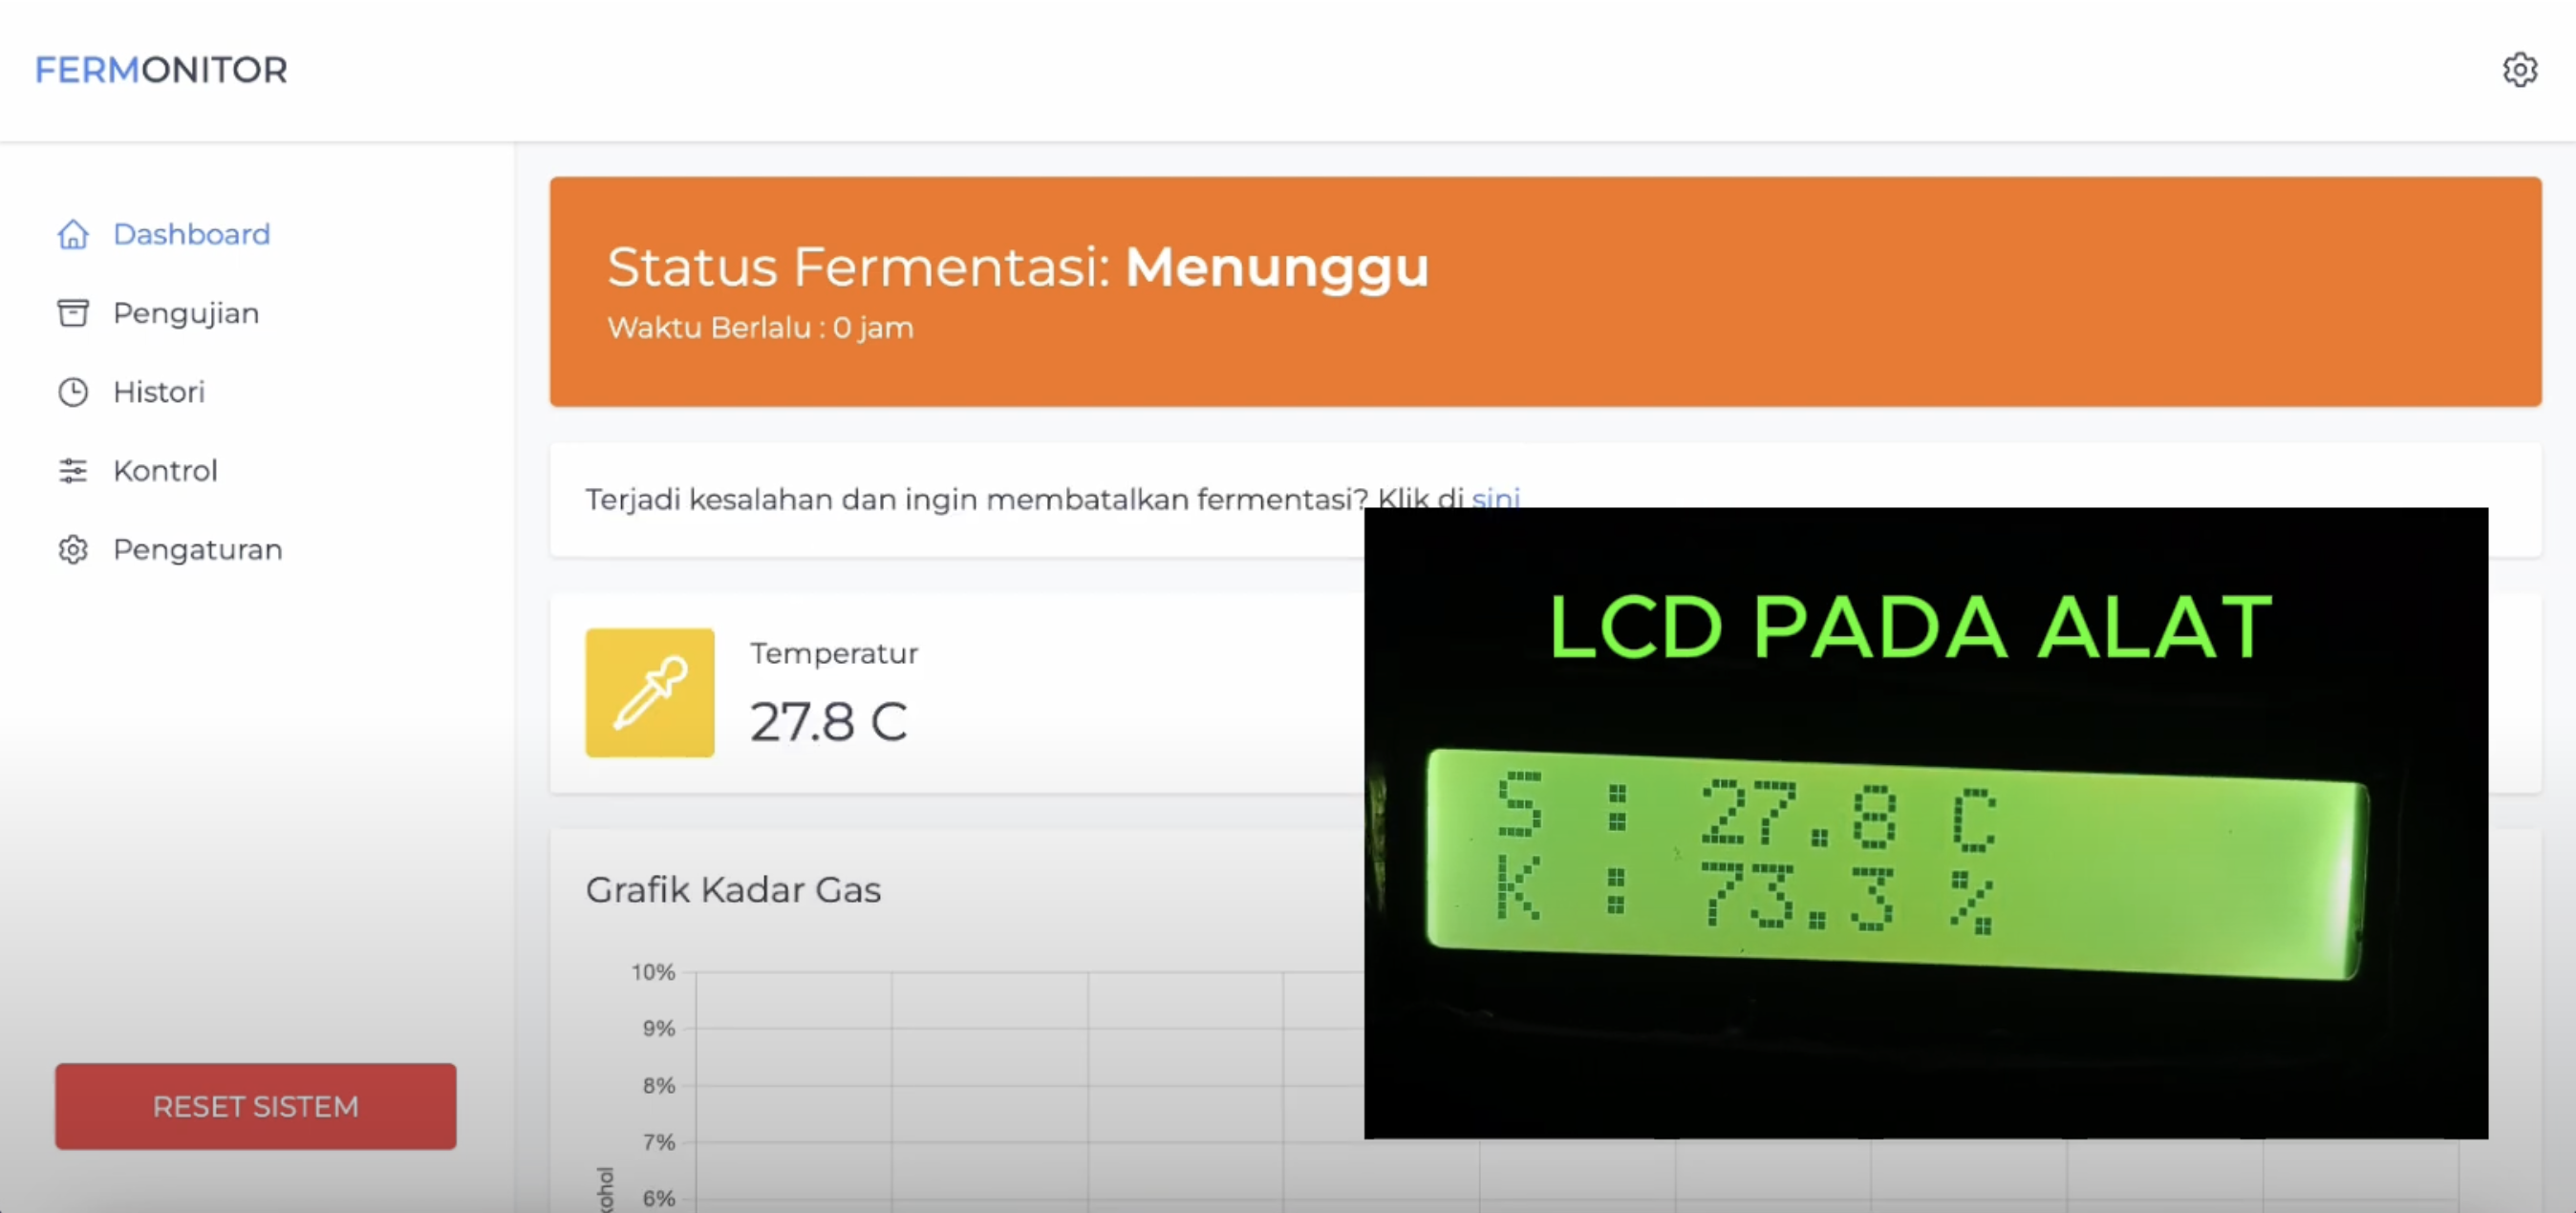 FERMONITOR
Dashboard
Pengujian
Histori
Kontrol
Pengaturan
RESET SISTEM
Status Fermentasi: Menunggu
Waktu Berlalu : 0 jam
Terjadi kesalahan dan ingin membatalkan fermentasi? Klik di sini
Temperatur
27.8 C
Grafik Kadar Gas
10%
9%
8%
7%
6%
LCD PADA ALAT
S : 27.8 C
K : 73.3 %